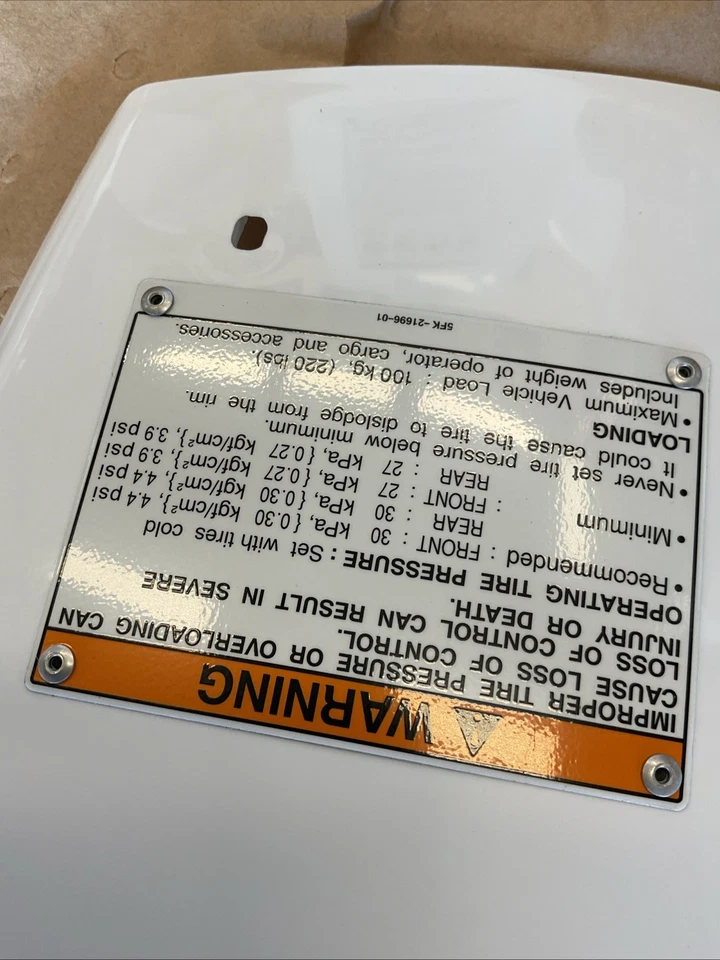 WARNING
IMPROPER TIRE PRESSURE OR OVERLOADING CAN
CAUSE LOSS OF CONTROL.
LOSS OF CONTROL CAN RESULT IN SEVERE
INJURY OR DEATH.
OPERATING TIRE PRESSURE : Set with tires cold
• Recommended : FRONT : 30 kPa, {0.30 kgf/cm²}, 4.4 psi
REAR : 30 kPa, {0.30 kgf/cm²}, 4.4 psi
• Minimum : FRONT : 27 kPa, {0.27 kgf/cm²}, 3.9 psi
REAR : 27 kPa, {0.27 kgf/cm²}, 3.9 psi
• Never set tire pressure below minimum.
It could cause the tire to dislodge from the rim.
LOADING
• Maximum Vehicle Load : 100 kg, (220 lbs).
Includes weight of operator, cargo and accessories.
5FK-21696-01